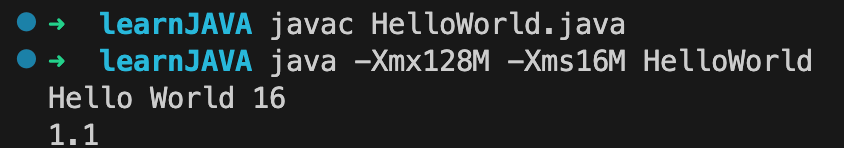 ➜ learnJAVA javac HelloWorld.java
➜ learnJAVA java -Xmx128M -Xms16M HelloWorld
Hello World 16
1.1